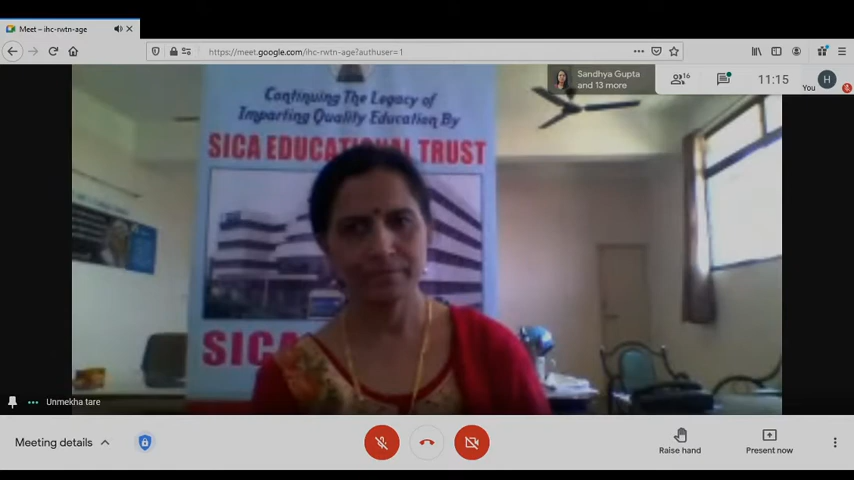 Meet – ihc-rwtn-age
https://meet.google.com/ihc-rwtn-age?authuser=1
Sandhya Gupta
and 13 more
16
11:15
You
H
Continuing The Legacy of
Imparting Quality Education By
SICA EDUCATIONAL TRUST
SICA
Unmekha tare
Meeting details
Raise hand
Present now